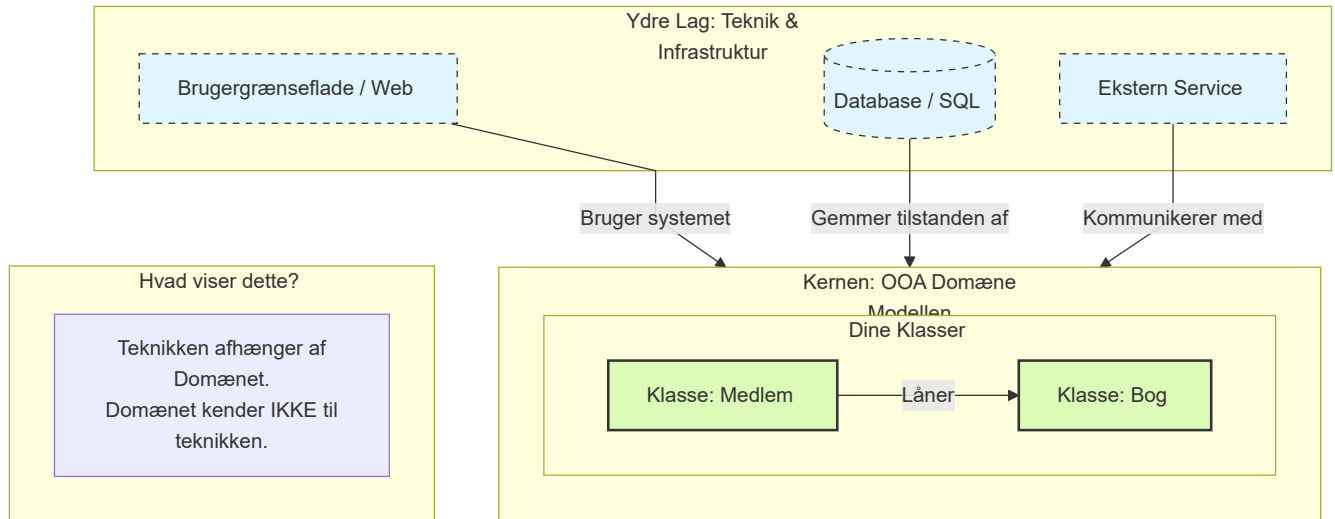 Ydre Lag: Teknik &
Infrastruktur
Brugergrænseflade / Web
Database / SQL
Ekstern Service
Bruger systemet
Gemmer tilstanden af
Kommunikerer med
Hvad viser dette?
Teknikken afhænger af
Domænet.
Domænet kender IKKE til
teknikken.
Kernen: OOA Domæne
Modellen
Dine Klasser
Klasse: Medlem
Låner
Klasse: Bog